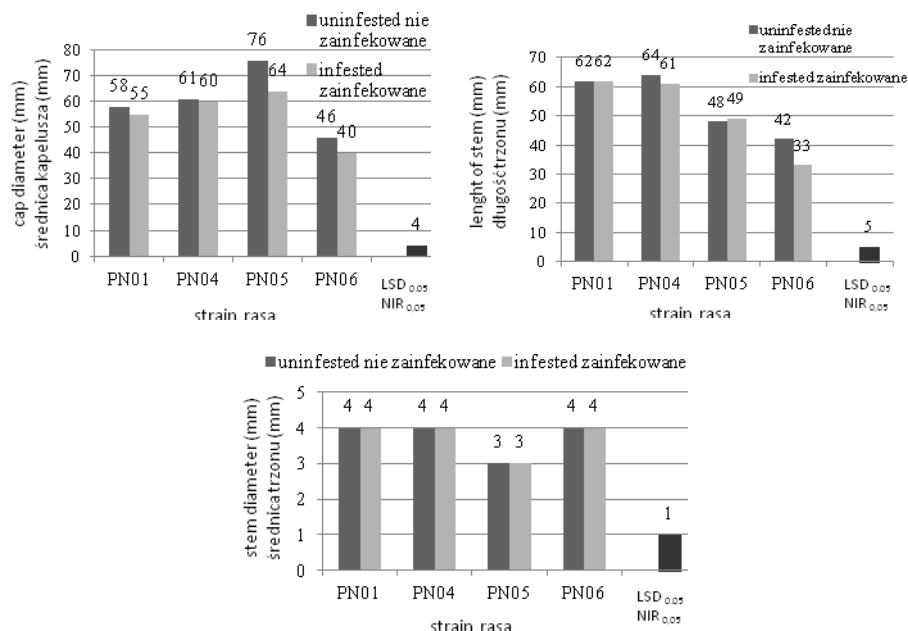 uninfested nie
zainfekowane
infested
zainfekowane
cap diameter (mm)
średnica kapelusza (mm)
80
70
60
50
40
30
20
10
0
58
55
61
60
76
64
46
40
4
PN01
PN04
PN05
PN06
LSD 0,05
NIR 0,05
strain rasa
uninfested nie
zainfekowane
infested zainfekowane
lenght of stem (mm)
długość trzonu (mm)
70
60
50
40
30
20
10
0
62
62
64
61
48
49
42
33
5
PN01
PN04
PN05
PN06
LSD 0,05
NIR 0,05
strain rasa
uninfested nie zainfekowane
infested zainfekowane
stem diameter (mm)
średnica trzonu (mm)
5
4
3
2
1
0
4
4
4
4
3
3
4
4
1
PN01
PN04
PN05
PN06
LSD 0,05
NIR 0,05
strain rasa